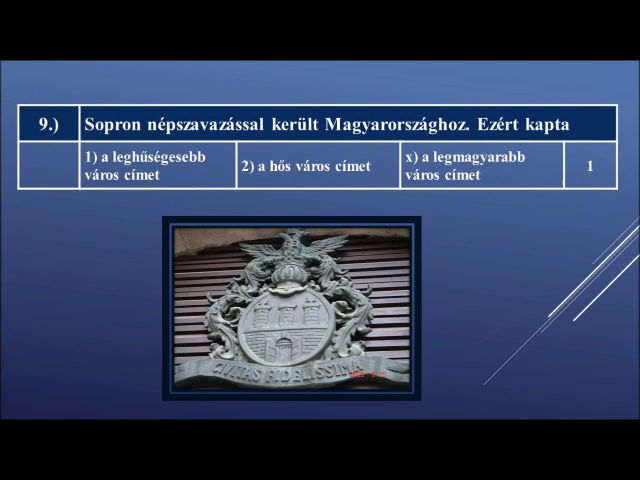 9.) Sopron népszavazással került Magyarországhoz. Ezért kapta
1) a leghűségesebb
város címet
2) a hős város címet
x) a legmagyarabb
város címet
1
CIVITAS FIDELISSIMA